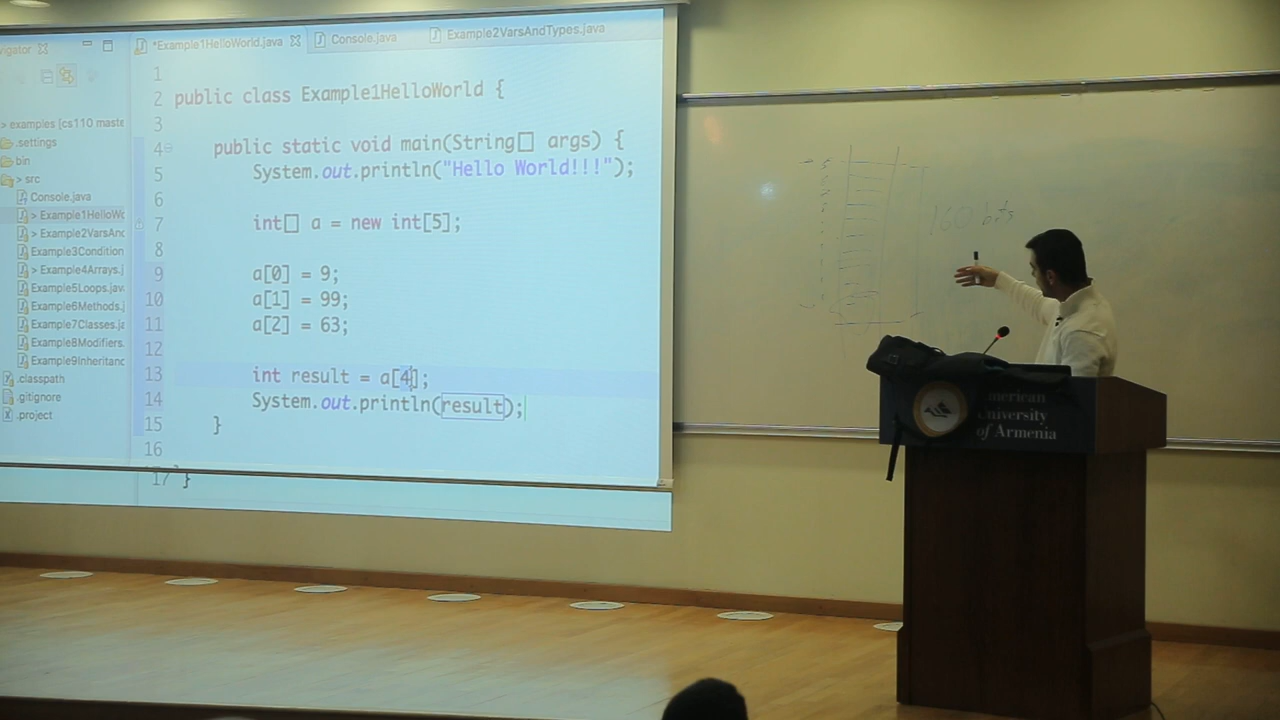 vigator
*Example1HelloWorld.java
Console.java
Example2VarsAndTypes.java
> examples [cs110 maste
.settings
bin
> src
Console.java
> Example1HelloWo
> Example2VarsAnc
Example3Condition
> Example4Arrays.j
Example5Loops.jav
Example6Methods.j
Example7Classes.ja
Example8Modifiers.
Example9Inheritanc
.classpath
.gitignore
.project
1
2 public class Example1HelloWorld {
3
4 public static void main(String[] args) {
5 System.out.println("Hello World!!!");
6
7 int[] a = new int[5];
8
9 a[0] = 9;
10 a[1] = 99;
11 a[2] = 63;
12
13 int result = a[4];
14 System.out.println(result);
15 }
16
17 }
160 bits
American
University
of Armenia